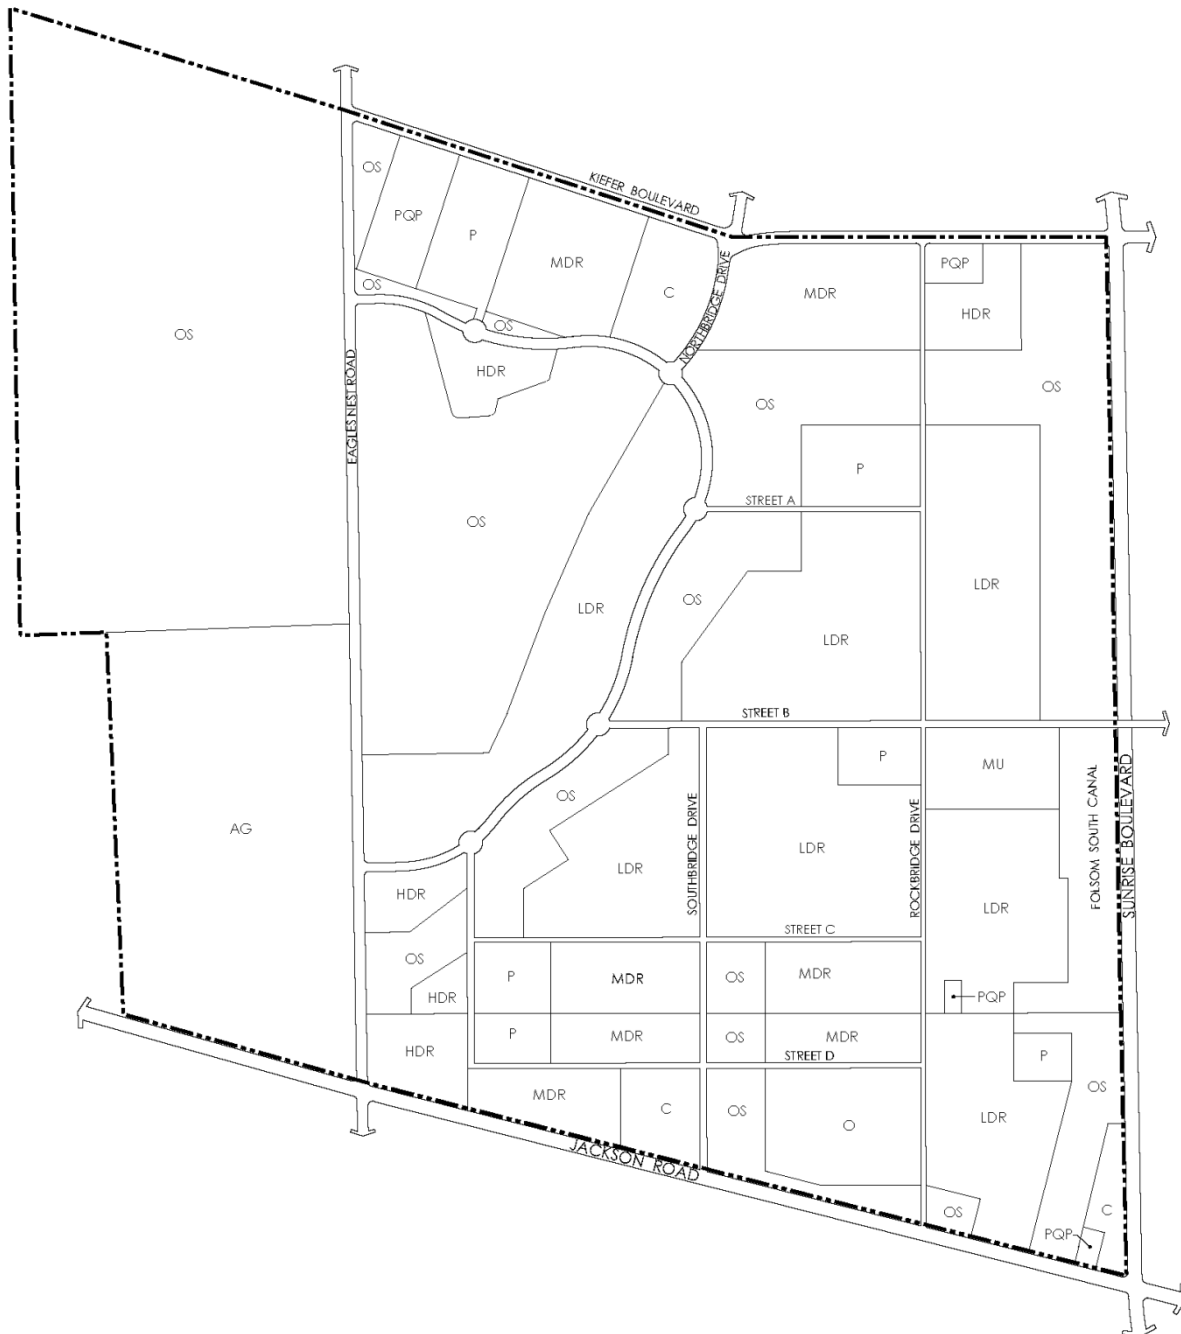 OS
KIEFER BOULEVARD
PQP
P
MDR
C
NORTHBRIDGE DRIVE
MDR
PQP
HDR
OS
OS
OS
EAGLES NEST ROAD
HDR
OS
OS
P
STREET A
OS
LDR
OS
LDR
LDR
STREET B
P
MU
SOUTHBRIDGE DRIVE
ROCKBRIDGE DRIVE
FOLSOM SOUTH CANAL
SUNRISE BOULEVARD
OS
AG
LDR
LDR
HDR
LDR
STREET C
OS
P
MDR
OS
MDR
HDR
PQP
P
MDR
OS
MDR
HDR
STREET D
P
OS
MDR
C
OS
O
LDR
JACKSON ROAD
OS
C
PQP